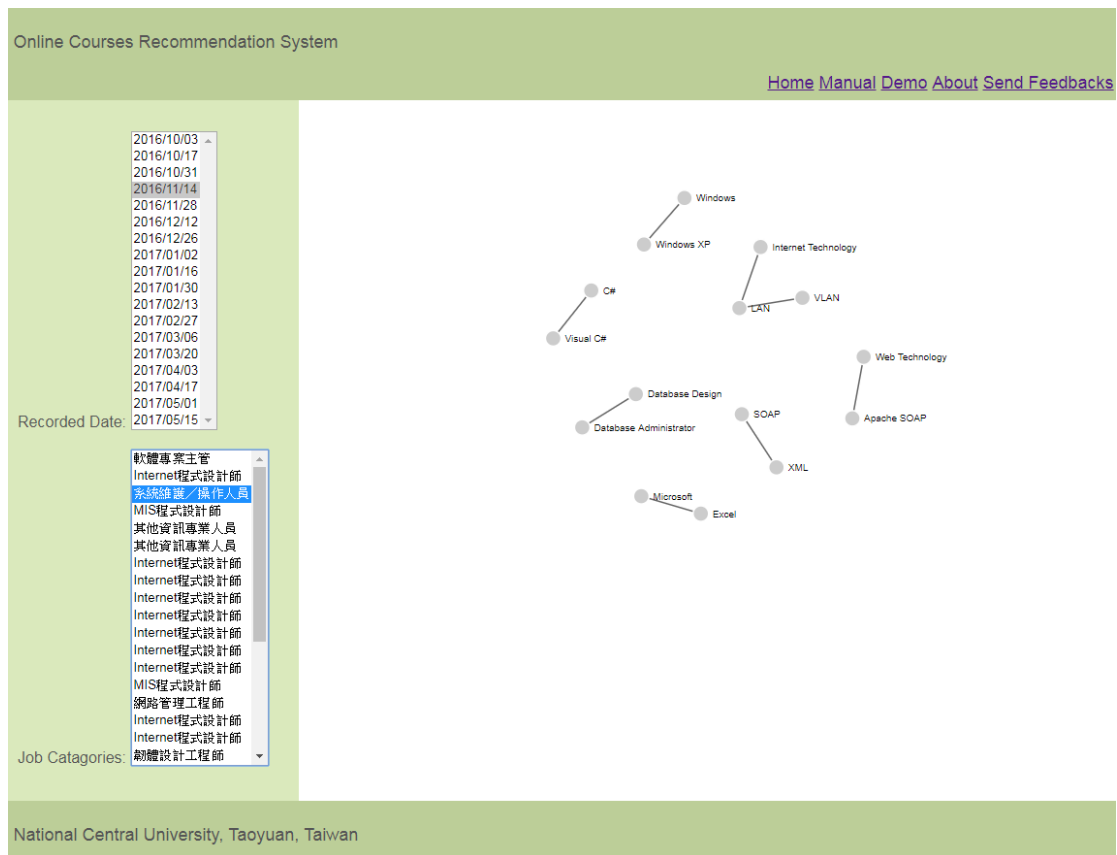 Online Courses Recommendation System
Home Manual Demo About Send Feedbacks
2016/10/03
2016/10/17
2016/10/31
2016/11/14
2016/11/28
2016/12/12
2016/12/26
2017/01/02
2017/01/16
2017/01/30
2017/02/13
2017/02/27
2017/03/06
2017/03/20
2017/04/03
2017/04/17
2017/05/01
Recorded Date: 2017/05/15
軟體專案主管
Internet程式設計師
系統維護／操作人員
MIS程式設計師
其他資訊專業人員
其他資訊專業人員
Internet程式設計師
Internet程式設計師
Internet程式設計師
Internet程式設計師
Internet程式設計師
Internet程式設計師
Internet程式設計師
MIS程式設計師
網路管理工程師
Internet程式設計師
Internet程式設計師
Job Catagories: 韌體設計工程師
Windows
Windows XP
Internet Technology
C#
VLAN
LAN
Visual C#
Web Technology
Database Design
SOAP
Apache SOAP
Database Administrator
XML
Microsoft
Excel
National Central University, Taoyuan, Taiwan